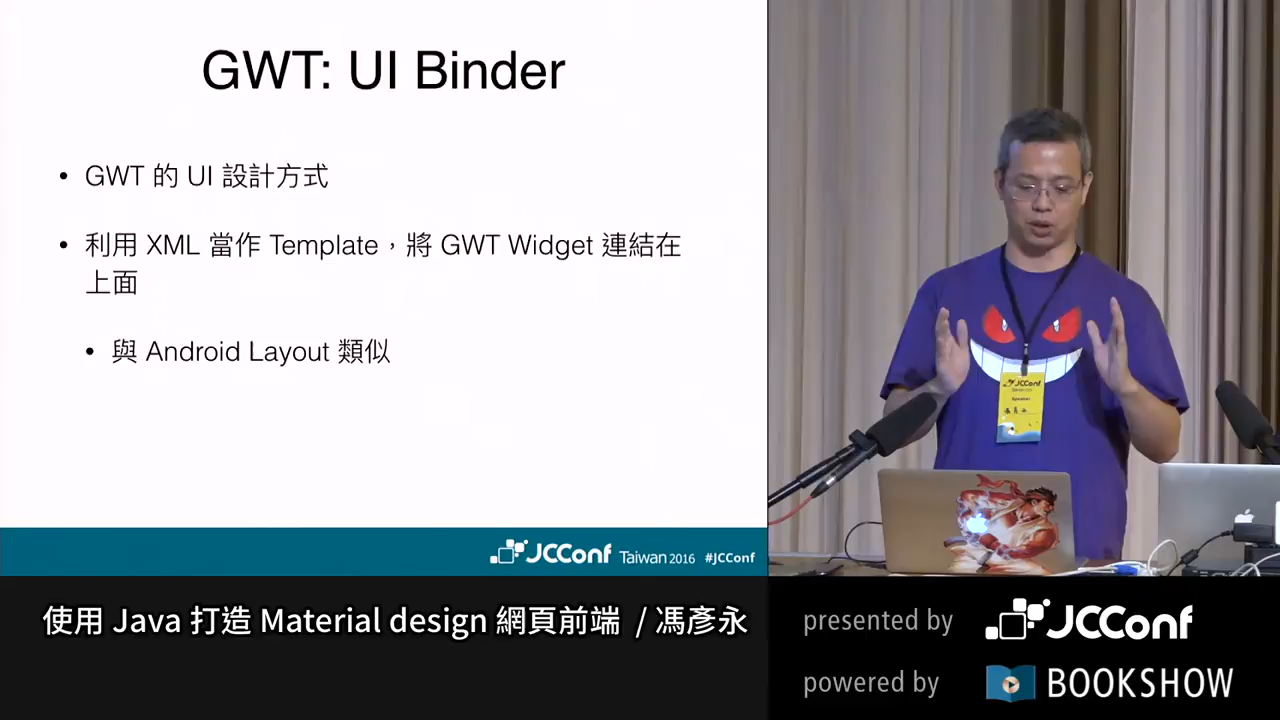 GWT: UI Binder
• GWT 的 UI 設計方式
• 利用 XML 當作 Template，將 GWT Widget 連結在
上面
• 與 Android Layout 類似
JCConf Taiwan 2016 #JCConf
JCConf
Speaker
使用 Java 打造 Material design 網頁前端 / 馮彥永
presented by JCConf
powered by BOOKSHOW